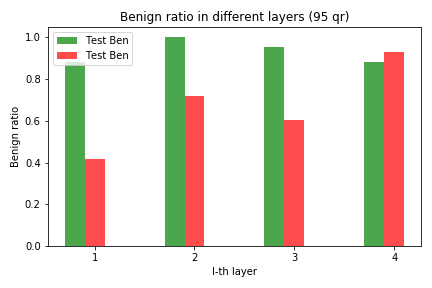 Benign ratio in different layers (95 qr)
Test Ben
Test Ben
Benign ratio
1.0
0.8
0.6
0.4
0.2
0.0
1 2 3 4
l-th layer